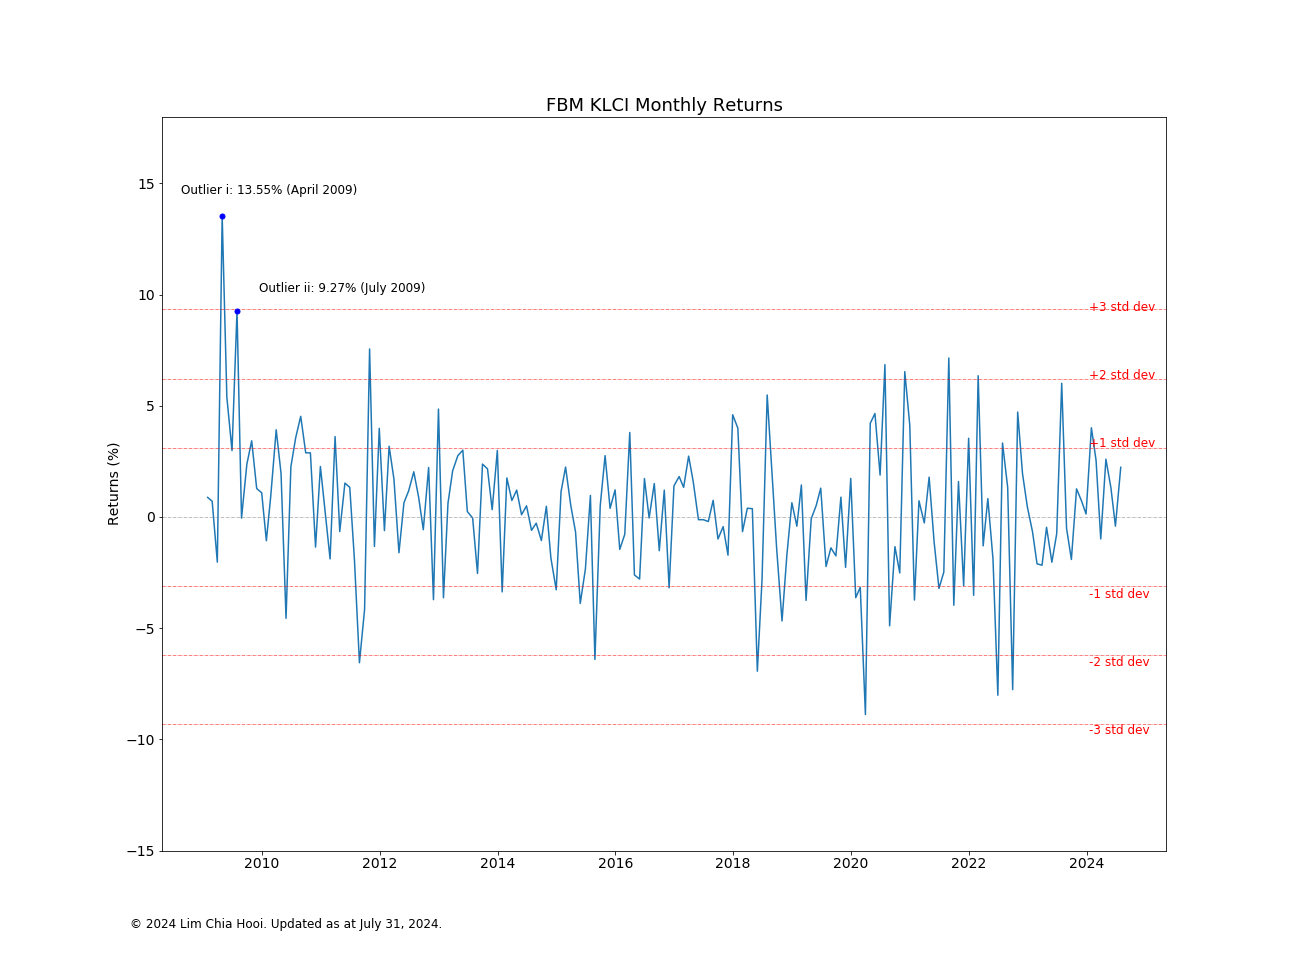 FBM KLCI Monthly Returns
15
Outlier i: 13.55% (April 2009)
Outlier ii: 9.27% (July 2009)
10
+3 std dev
+2 std dev
5
+1 std dev
Returns (%)
0
-1 std dev
−5
-2 std dev
-3 std dev
−10
−15
2010 2012 2014 2016 2018 2020 2022 2024
© 2024 Lim Chia Hooi. Updated as at July 31, 2024.